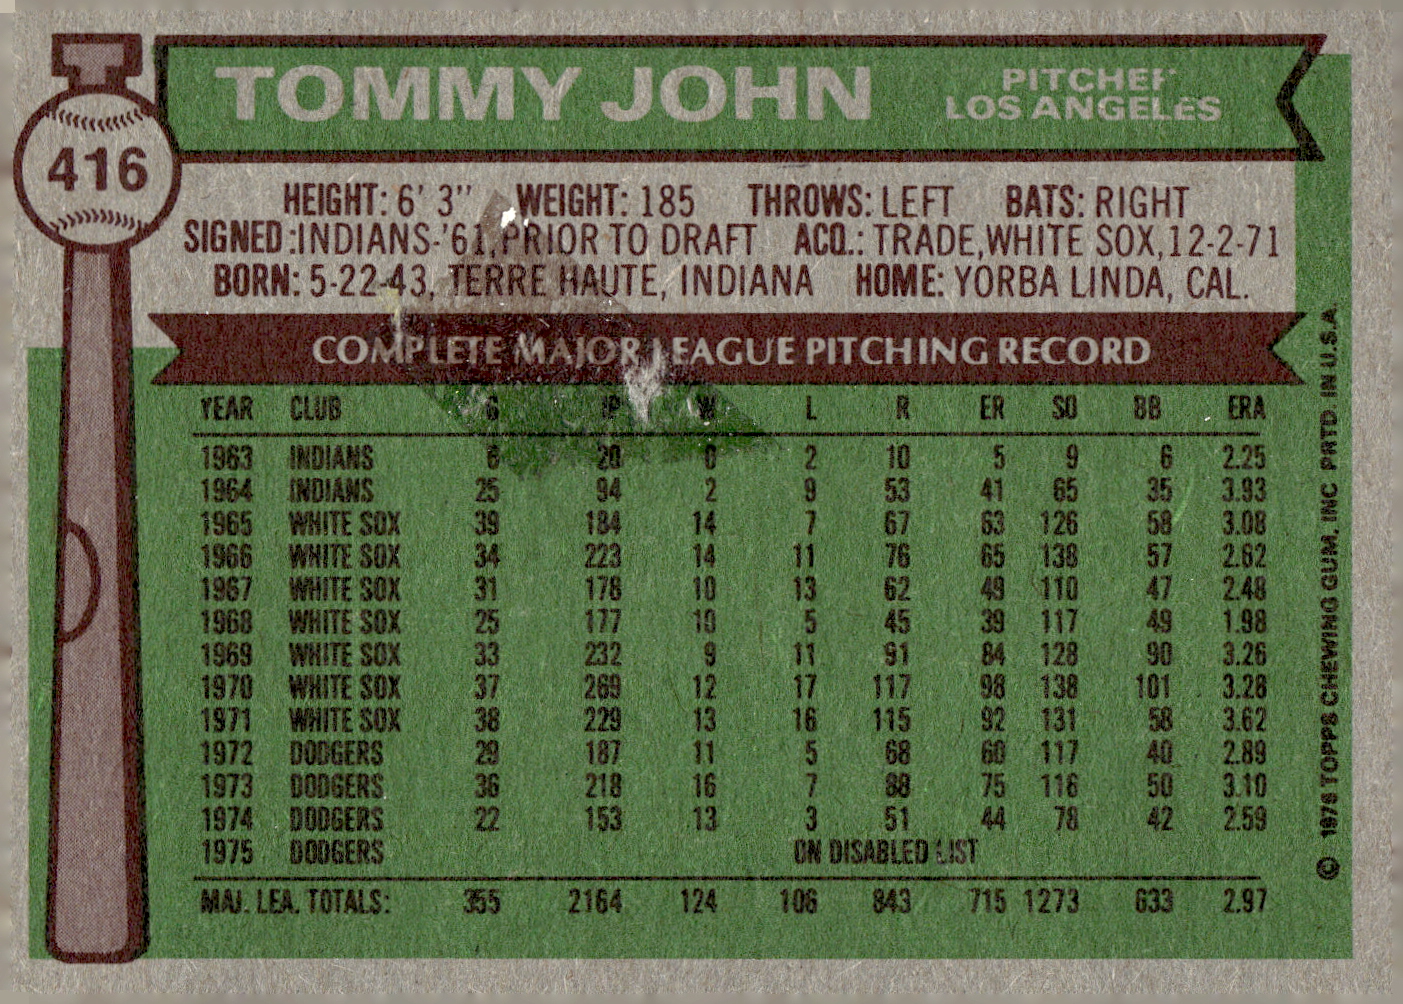 TOMMY JOHN
PITCHER
LOS ANGELES
416
HEIGHT: 6' 3" WEIGHT: 185 THROWS: LEFT BATS: RIGHT
SIGNED: INDIANS-'61, PRIOR TO DRAFT ACQ.: TRADE, WHITE SOX, 12-2-71
BORN: 5-22-43, TERRE HAUTE, INDIANA HOME: YORBA LINDA, CAL.
COMPLETE MAJOR LEAGUE PITCHING RECORD
YEAR CLUB G IP W L R ER SO BB ERA
1963 INDIANS 6 20 0 2 10 5 9 6 2.25
1964 INDIANS 25 94 2 9 53 41 65 35 3.93
1965 WHITE SOX 39 184 14 7 67 63 126 58 3.08
1966 WHITE SOX 34 223 14 11 76 65 138 57 2.62
1967 WHITE SOX 31 178 10 13 62 49 110 47 2.48
1968 WHITE SOX 25 177 10 5 45 39 117 49 1.98
1969 WHITE SOX 33 232 9 11 91 84 128 90 3.26
1970 WHITE SOX 37 269 12 17 117 98 138 101 3.28
1971 WHITE SOX 38 229 13 16 115 92 131 58 3.62
1972 DODGERS 29 187 11 5 68 60 117 40 2.89
1973 DODGERS 36 218 16 7 88 75 116 50 3.10
1974 DODGERS 22 153 13 3 51 44 78 42 2.59
1975 DODGERS ON DISABLED LIST
MAJ. LEA. TOTALS: 355 2164 124 106 843 715 1273 633 2.97
© 1976 TOPPS CHEWING GUM, INC PRTD. IN U.S.A.